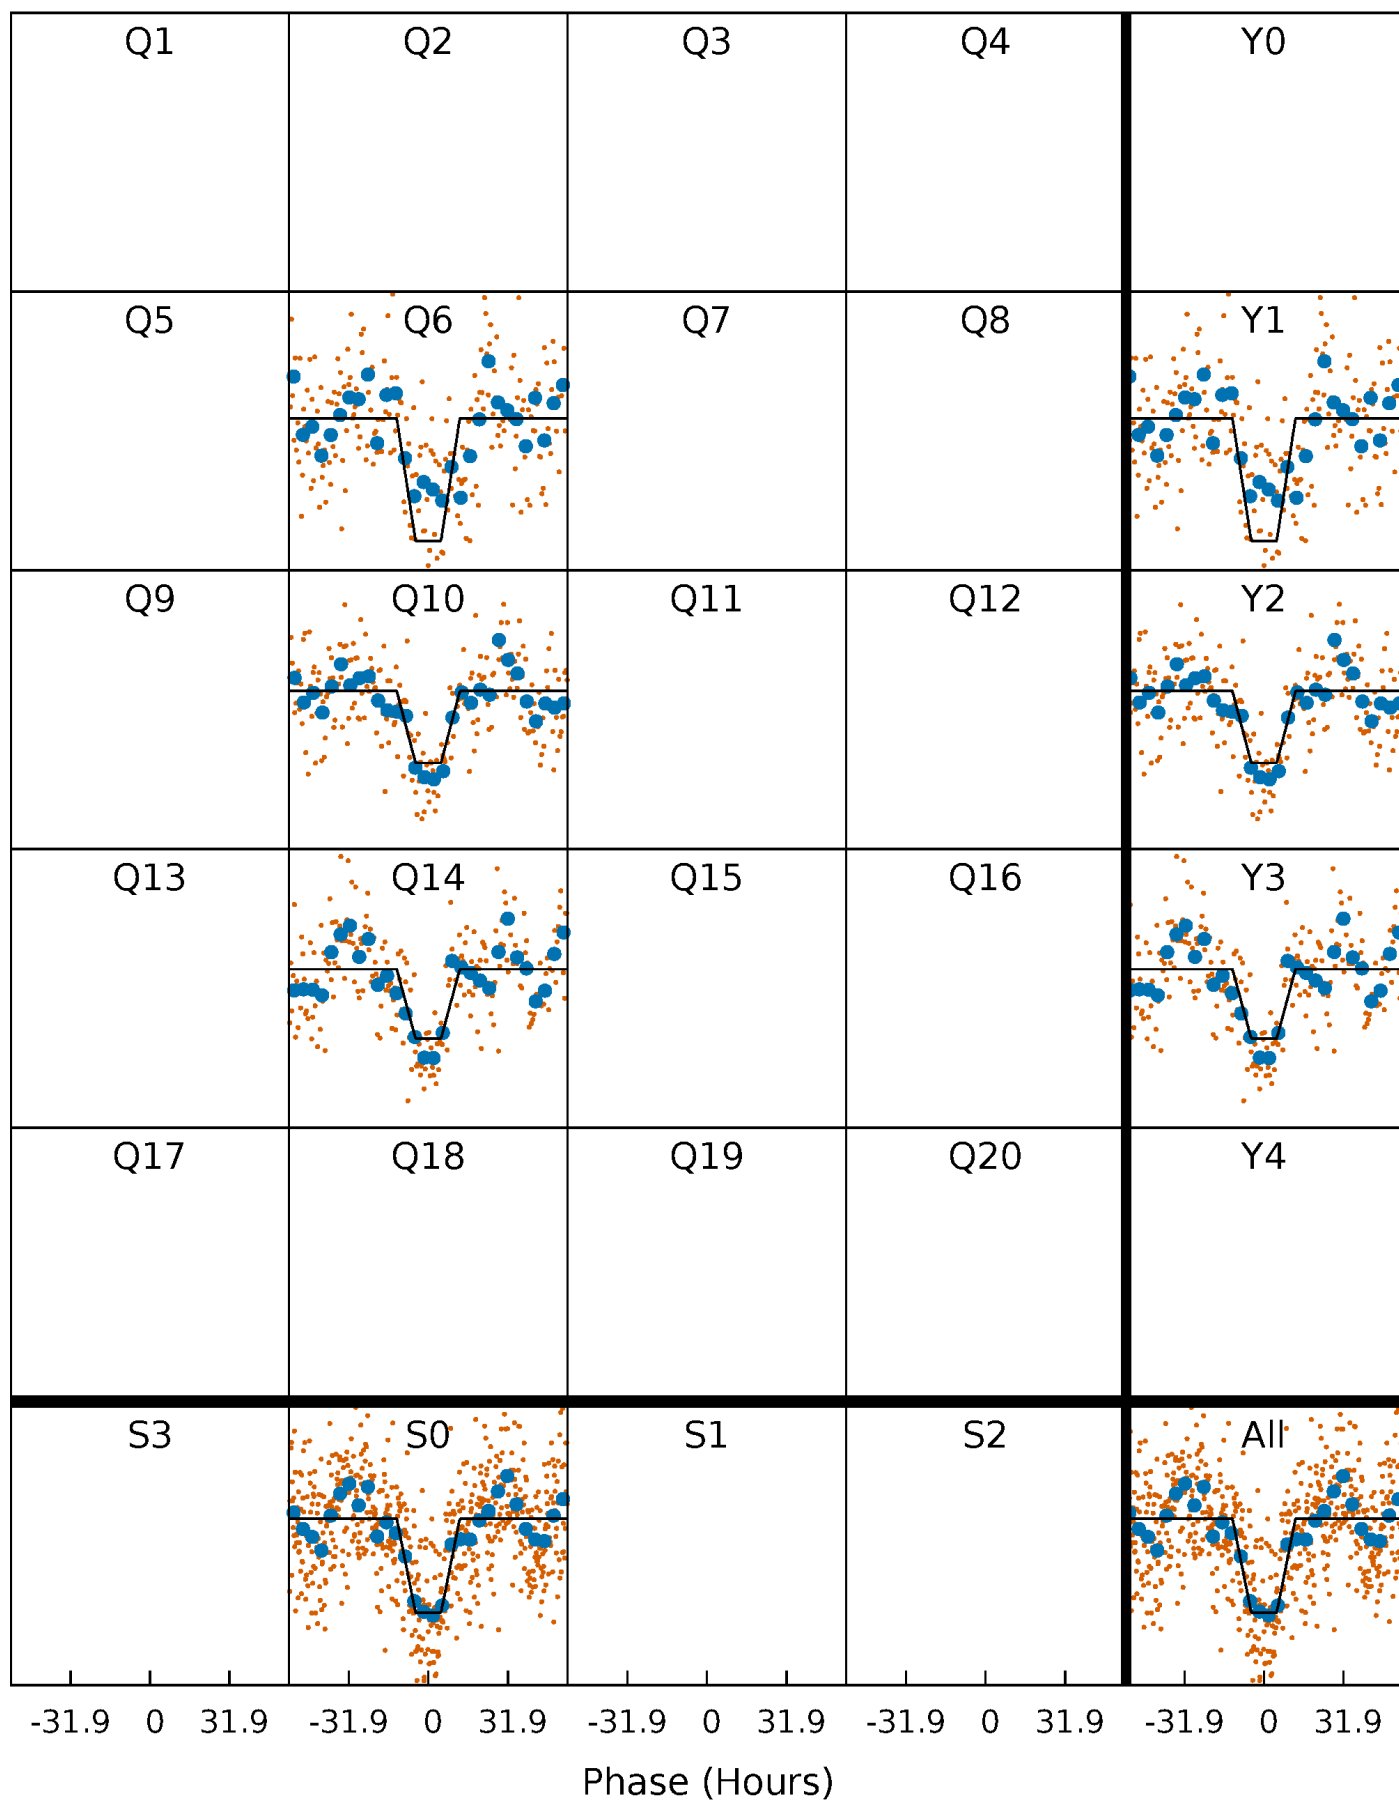 Q1 Q2 Q3 Q4 Y0
Q5 Q6 Q7 Q8 Y1
Q9 Q10 Q11 Q12 Y2
Q13 Q14 Q15 Q16 Y3
Q17 Q18 Q19 Q20 Y4
S3 S0 S1 S2 All
-31.9 0 31.9 -31.9 0 31.9 -31.9 0 31.9 -31.9 0 31.9 -31.9 0 31.9
Phase (Hours)